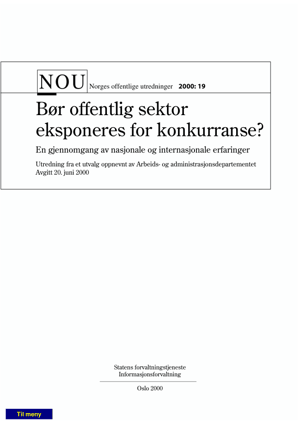 NOU Norges offentlige utredninger 2000: 19
Bør offentlig sektor
eksponeres for konkurranse?
En gjennomgang av nasjonale og internasjonale erfaringer
Utredning fra et utvalg oppnevnt av Arbeids- og administrasjonsdepartementet
Avgitt 20. juni 2000
Statens forvaltningstjeneste
Informasjonsforvaltning
Oslo 2000
Til meny